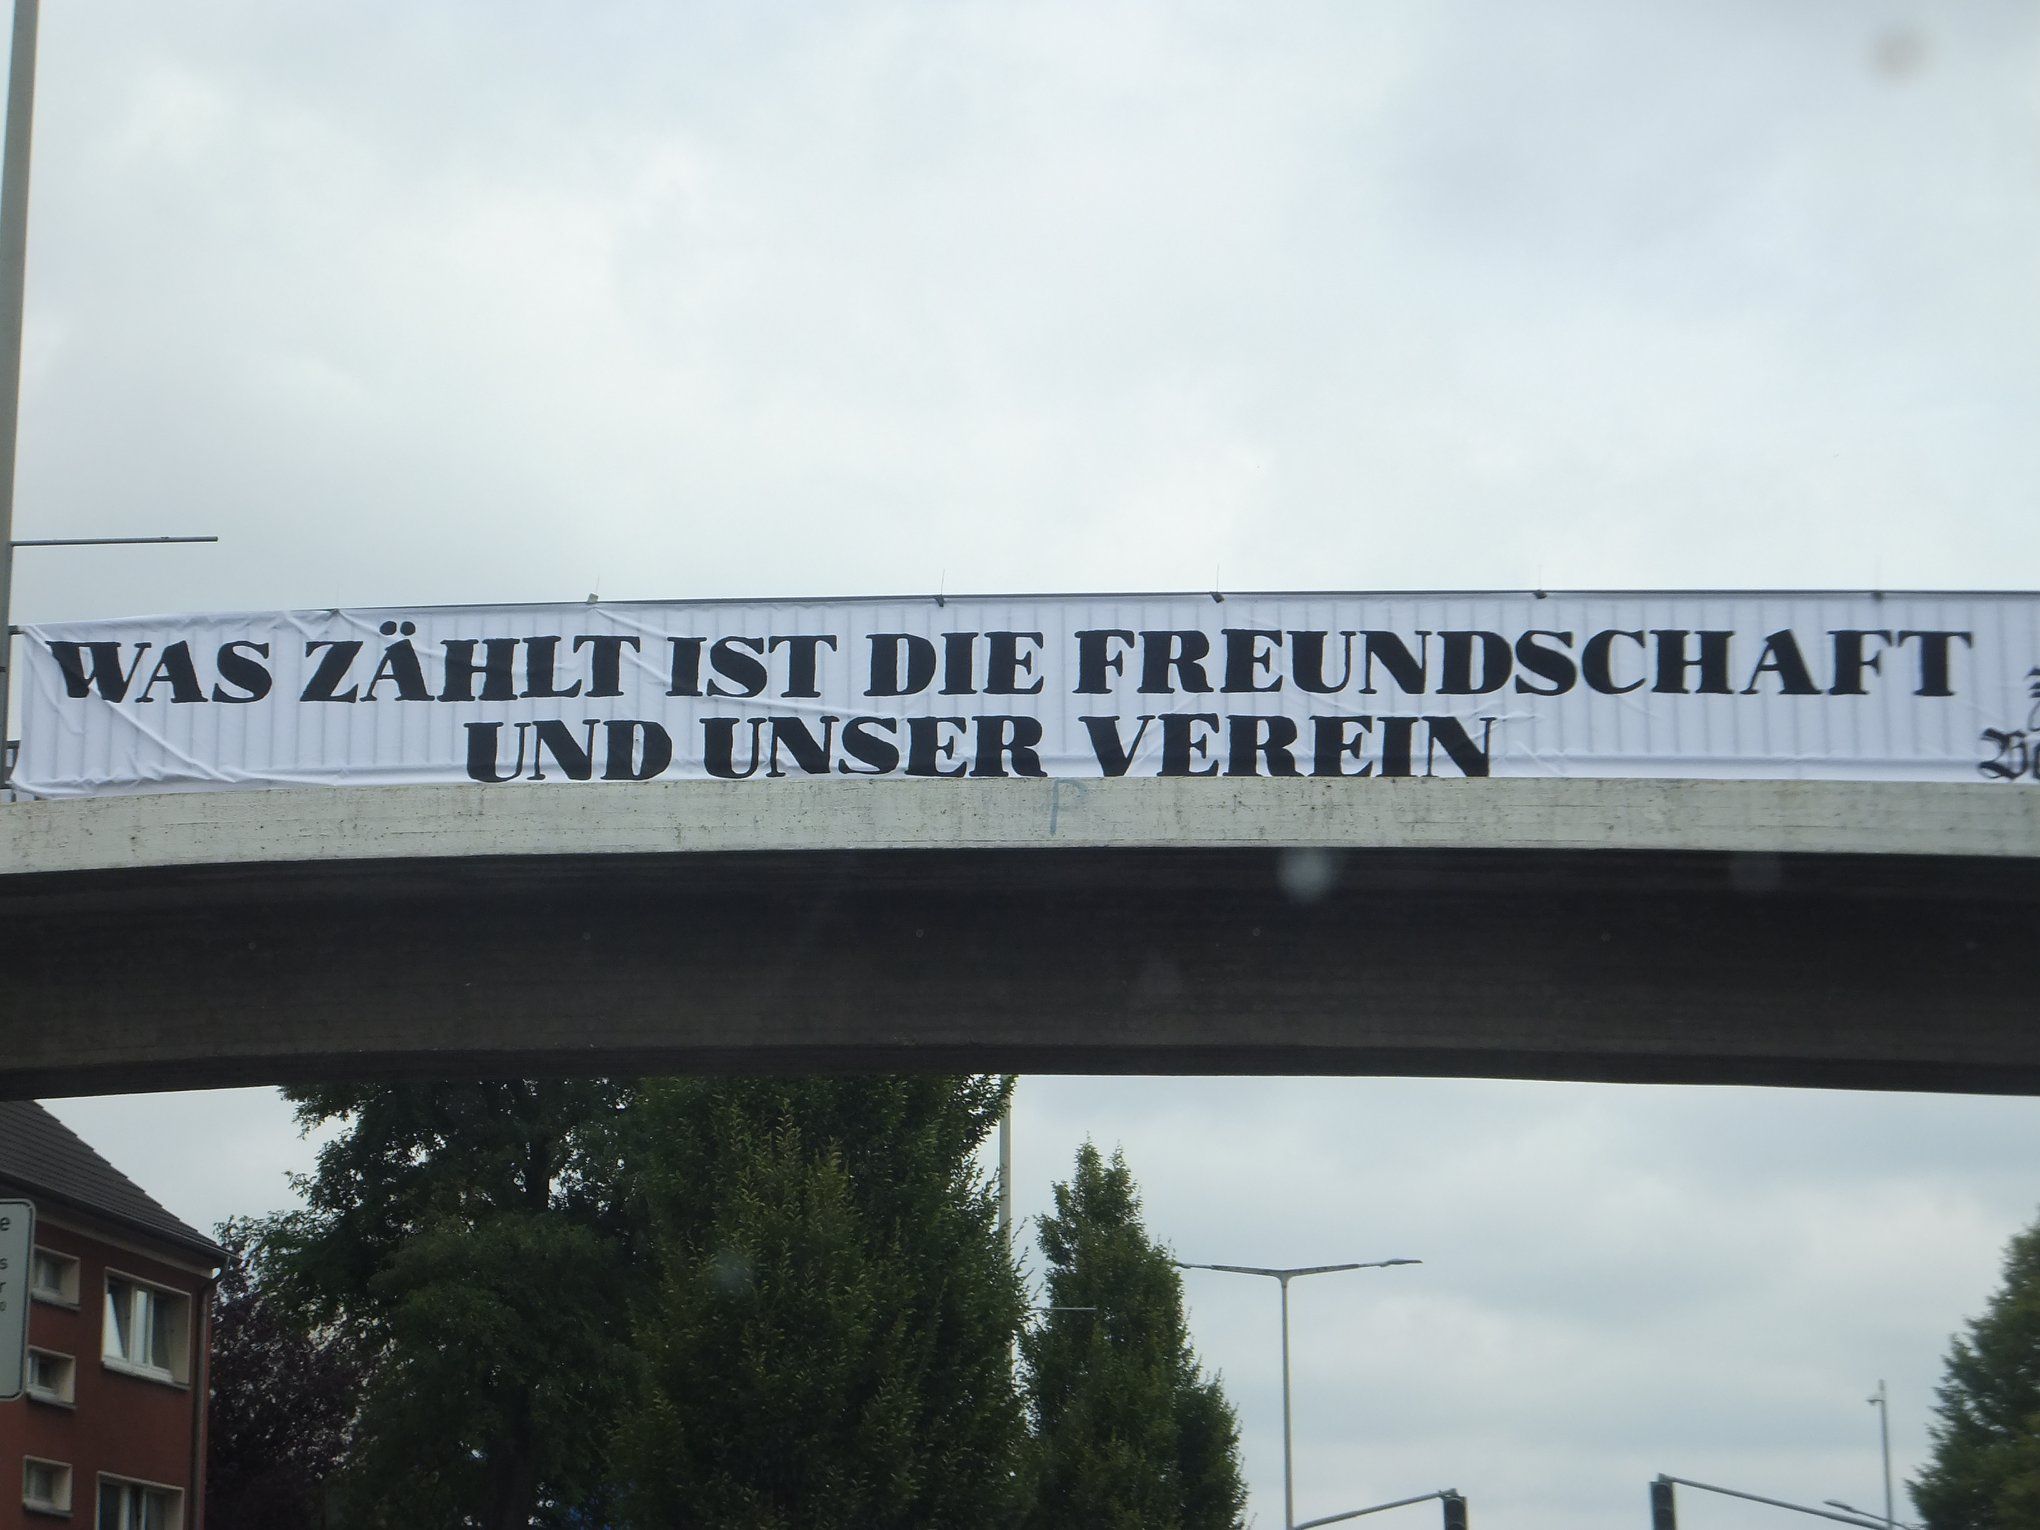 WAS ZÄHLT IST DIE FREUNDSCHAFT
UND UNSER VEREIN
P